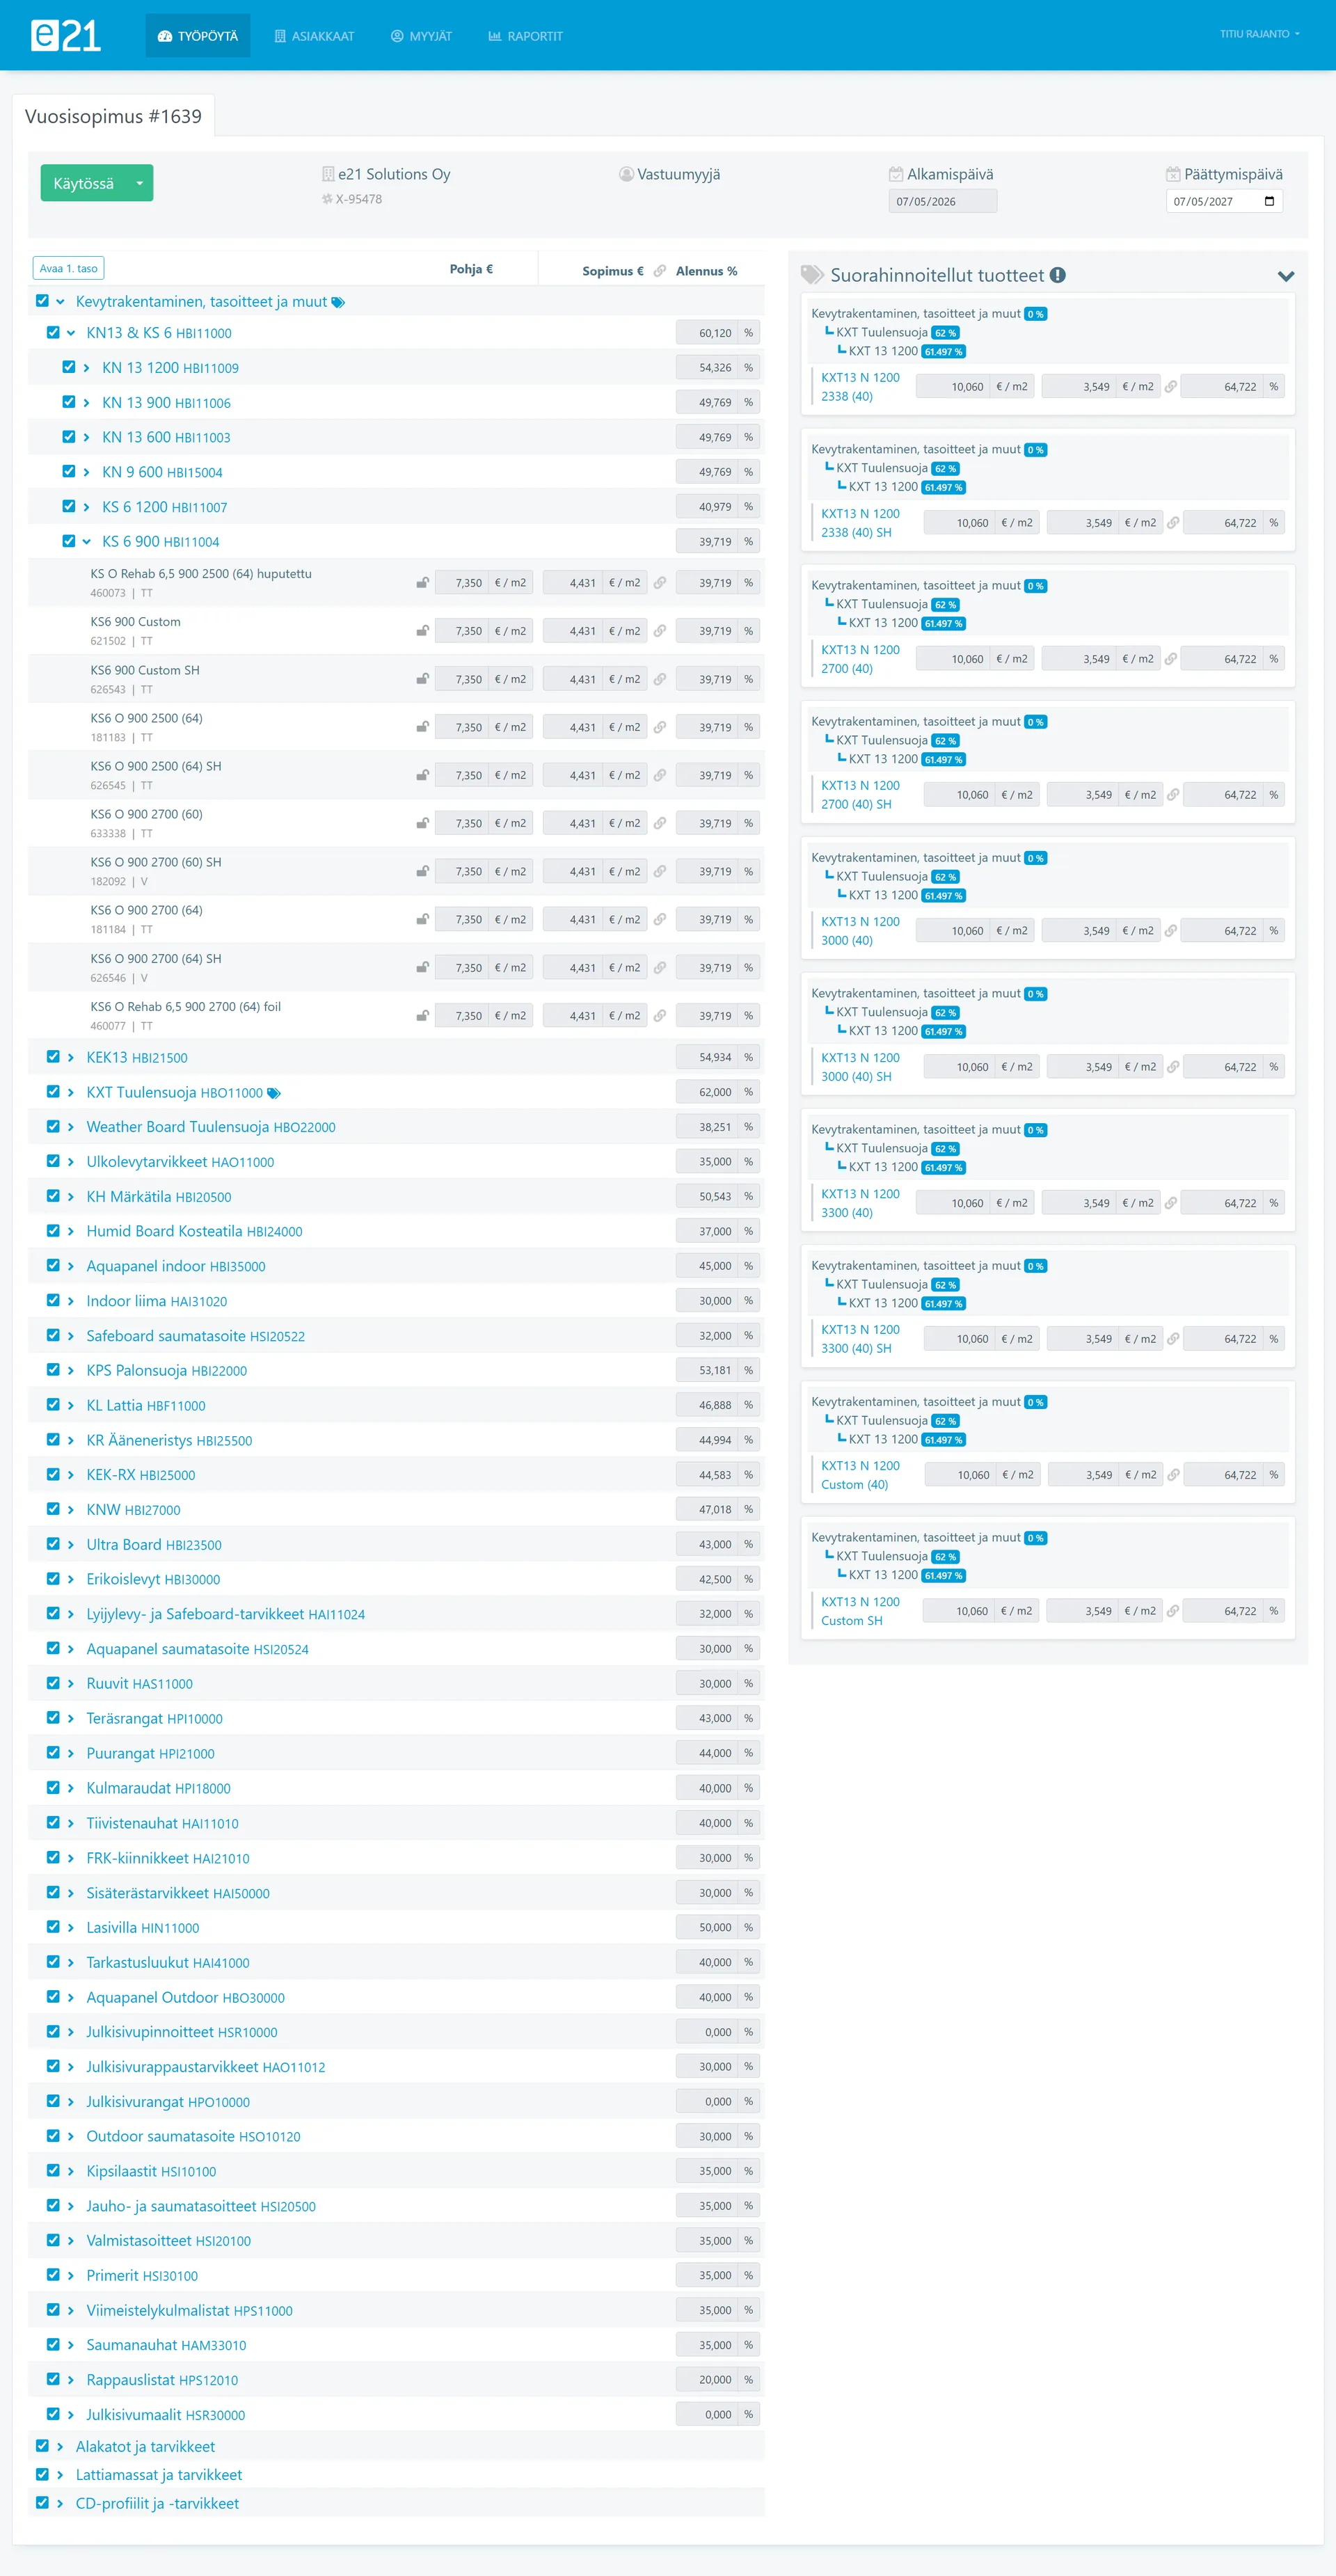 e21 TYÖPÖYTÄ ASIAKKAAT MYYJÄT RAPORTIT TITIU RAJANTO
Vuosisopimus #1639
Käytössä
e21 Solutions Oy
X-95478
Vastuumyyjä
Alkamispäivä
07/05/2026
Päättymispäivä
07/05/2027
Avaa 1. taso Pohja € Sopimus € Alennus %
Kevytrakentaminen, tasoitteet ja muut
KN13 & KS 6 HBI11000 60,120 %
KN 13 1200 HBI11009 54,326 %
KN 13 900 HBI11006 49,769 %
KN 13 600 HBI11003 49,769 %
KN 9 600 HBI15004 49,769 %
KS 6 1200 HBI11007 40,979 %
KS 6 900 HBI11004 39,719 %
KS O Rehab 6,5 900 2500 (64) huputettu
460073 | TT
7,350 € / m2 4,431 € / m2 39,719 %
KS6 900 Custom
621502 | TT
7,350 € / m2 4,431 € / m2 39,719 %
KS6 900 Custom SH
626543 | TT
7,350 € / m2 4,431 € / m2 39,719 %
KS6 O 900 2500 (64)
181183 | TT
7,350 € / m2 4,431 € / m2 39,719 %
KS6 O 900 2500 (64) SH
626545 | TT
7,350 € / m2 4,431 € / m2 39,719 %
KS6 O 900 2700 (60)
633338 | TT
7,350 € / m2 4,431 € / m2 39,719 %
KS6 O 900 2700 (60) SH
182092 | V
7,350 € / m2 4,431 € / m2 39,719 %
KS6 O 900 2700 (64)
181184 | TT
7,350 € / m2 4,431 € / m2 39,719 %
KS6 O 900 2700 (64) SH
626546 | V
7,350 € / m2 4,431 € / m2 39,719 %
KS6 O Rehab 6,5 900 2700 (64) foil
460077 | TT
7,350 € / m2 4,431 € / m2 39,719 %
KEK13 HBI21500 54,934 %
KXT Tuulensuoja HBO11000 62,000 %
Weather Board Tuulensuoja HBO22000 38,251 %
Ulkolevytarvikkeet HAO11000 35,000 %
KH Märkätila HBI20500 50,543 %
Humid Board Kosteatila HBI24000 37,000 %
Aquapanel indoor HBI35000 45,000 %
Indoor liima HAI31020 30,000 %
Safeboard saumatasoite HSI20522 32,000 %
KPS Palonsuoja HBI22000 53,181 %
KL Lattia HBF11000 46,888 %
KR Ääneneristys HBI25500 44,994 %
KEK-RX HBI25000 44,583 %
KNW HBI27000 47,018 %
Ultra Board HBI23500 43,000 %
Erikoislevyt HBI30000 42,500 %
Lyijylevy- ja Safeboard-tarvikkeet HAI11024 32,000 %
Aquapanel saumatasoite HSI20524 30,000 %
Ruuvit HAS11000 30,000 %
Teräsrangat HPI10000 43,000 %
Puurangat HPI21000 44,000 %
Kulmaraudat HPI18000 40,000 %
Tiivistenauhat HAI11010 40,000 %
FRK-kiinnikkeet HAI21010 30,000 %
Sisäterästarvikkeet HAI50000 30,000 %
Lasivilla HIN11000 50,000 %
Tarkastusluukut HAI41000 40,000 %
Aquapanel Outdoor HBO30000 40,000 %
Julkisivupinnoitteet HSR10000 0,000 %
Julkisivurappaustarvikkeet HAO11012 30,000 %
Julkisivurangat HPO10000 0,000 %
Outdoor saumatasoite HSO10120 30,000 %
Kipsilaastit HSI10100 35,000 %
Jauho- ja saumatasoitteet HSI20500 35,000 %
Valmistasoitteet HSI20100 35,000 %
Primerit HSI30100 35,000 %
Viimeistelykulmalistat HPS11000 35,000 %
Saumanauhat HAM33010 35,000 %
Rappauslistat HPS12010 20,000 %
Julkisivumaalit HSR30000 0,000 %
Alakatot ja tarvikkeet
Lattiamassat ja tarvikkeet
CD-profiilit ja -tarvikkeet
Suorahinnoitellut tuotteet
Kevytrakentaminen, tasoitteet ja muut 0 %
KXT Tuulensuoja 62 %
KXT 13 1200 61.497 %
KXT13 N 1200
2338 (40)
10,060 € / m2 3,549 € / m2 64,722 %
Kevytrakentaminen, tasoitteet ja muut 0 %
KXT Tuulensuoja 62 %
KXT 13 1200 61.497 %
KXT13 N 1200
2338 (40) SH
10,060 € / m2 3,549 € / m2 64,722 %
Kevytrakentaminen, tasoitteet ja muut 0 %
KXT Tuulensuoja 62 %
KXT 13 1200 61.497 %
KXT13 N 1200
2700 (40)
10,060 € / m2 3,549 € / m2 64,722 %
Kevytrakentaminen, tasoitteet ja muut 0 %
KXT Tuulensuoja 62 %
KXT 13 1200 61.497 %
KXT13 N 1200
2700 (40) SH
10,060 € / m2 3,549 € / m2 64,722 %
Kevytrakentaminen, tasoitteet ja muut 0 %
KXT Tuulensuoja 62 %
KXT 13 1200 61.497 %
KXT13 N 1200
3000 (40)
10,060 € / m2 3,549 € / m2 64,722 %
Kevytrakentaminen, tasoitteet ja muut 0 %
KXT Tuulensuoja 62 %
KXT 13 1200 61.497 %
KXT13 N 1200
3000 (40) SH
10,060 € / m2 3,549 € / m2 64,722 %
Kevytrakentaminen, tasoitteet ja muut 0 %
KXT Tuulensuoja 62 %
KXT 13 1200 61.497 %
KXT13 N 1200
3300 (40)
10,060 € / m2 3,549 € / m2 64,722 %
Kevytrakentaminen, tasoitteet ja muut 0 %
KXT Tuulensuoja 62 %
KXT 13 1200 61.497 %
KXT13 N 1200
3300 (40) SH
10,060 € / m2 3,549 € / m2 64,722 %
Kevytrakentaminen, tasoitteet ja muut 0 %
KXT Tuulensuoja 62 %
KXT 13 1200 61.497 %
KXT13 N 1200
Custom (40)
10,060 € / m2 3,549 € / m2 64,722 %
Kevytrakentaminen, tasoitteet ja muut 0 %
KXT Tuulensuoja 62 %
KXT 13 1200 61.497 %
KXT13 N 1200
Custom SH
10,060 € / m2 3,549 € / m2 64,722 %